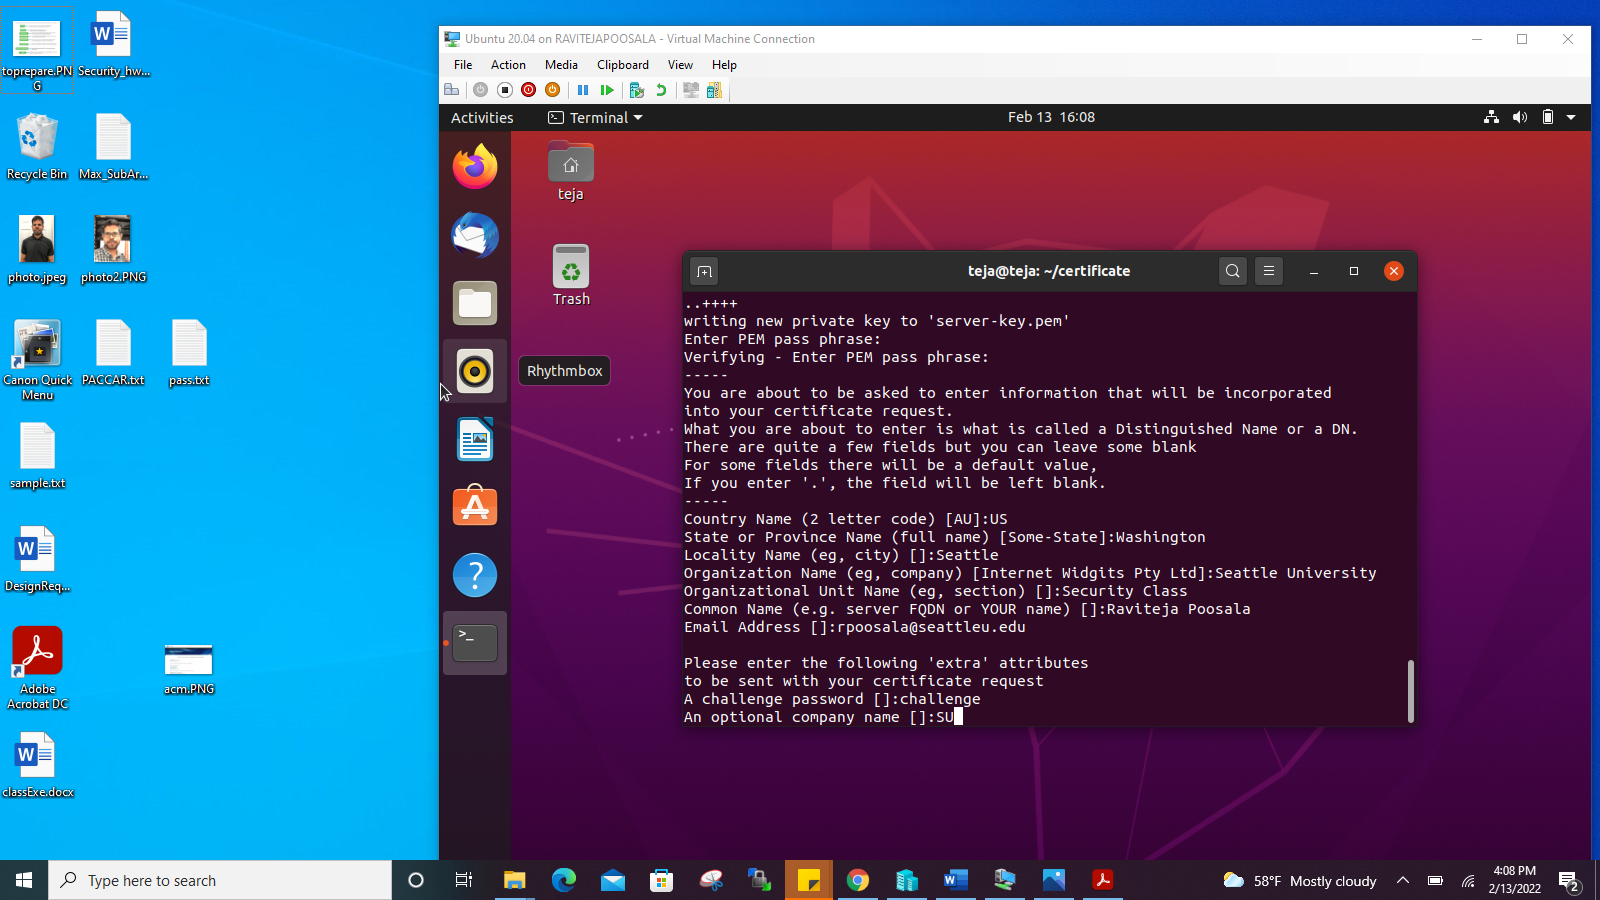 toprepare.PN
G
Security_hw...
Recycle Bin
Max_SubAr...
photo.jpeg
photo2.PNG
Canon Quick
Menu
PACCAR.txt
pass.txt
sample.txt
DesignReq...
Adobe
Acrobat DC
acm.PNG
classExe.docx
Ubuntu 20.04 on RAVITEJAPOOSALA - Virtual Machine Connection
File Action Media Clipboard View Help
Activities Terminal Feb 13 16:08
teja
Trash
Rhythmbox
teja@teja: ~/certificate
..++++
writing new private key to 'server-key.pem'
Enter PEM pass phrase:
Verifying - Enter PEM pass phrase:
-----
You are about to be asked to enter information that will be incorporated
into your certificate request.
What you are about to enter is what is called a Distinguished Name or a DN.
There are quite a few fields but you can leave some blank
For some fields there will be a default value,
If you enter '.', the field will be left blank.
-----
Country Name (2 letter code) [AU]:US
State or Province Name (full name) [Some-State]:Washington
Locality Name (eg, city) []:Seattle
Organization Name (eg, company) [Internet Widgits Pty Ltd]:Seattle University
Organizational Unit Name (eg, section) []:Security Class
Common Name (e.g. server FQDN or YOUR name) []:Raviteja Poosala
Email Address []:rpoosala@seattleu.edu
Please enter the following 'extra' attributes
to be sent with your certificate request
A challenge password []:challenge
An optional company name []:SU
Type here to search
58°F Mostly cloudy
4:08 PM
2/13/2022
2